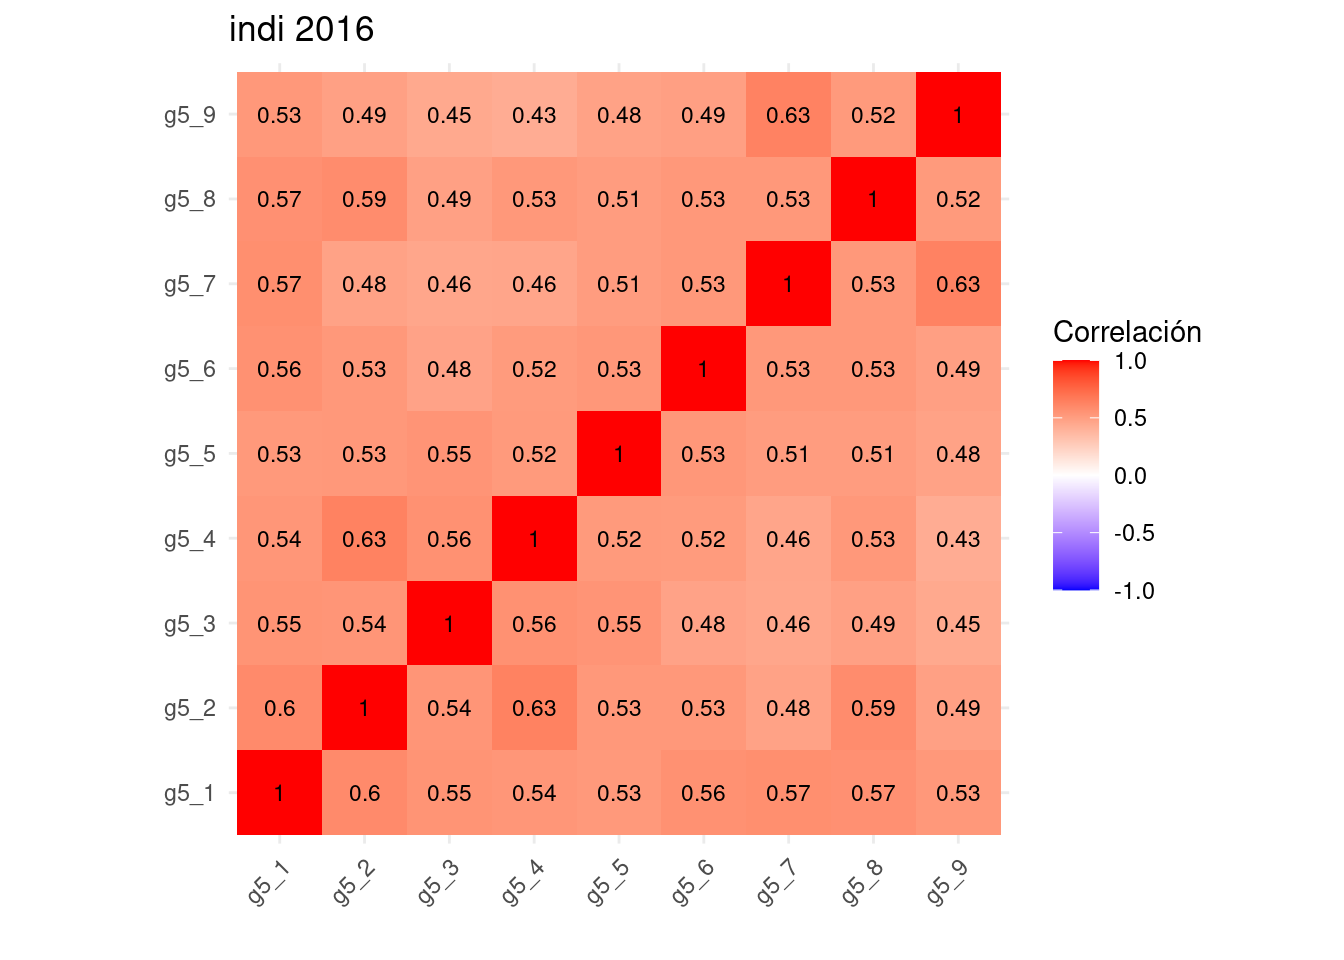 indi 2016
g5_9 0.53 0.49 0.45 0.43 0.48 0.49 0.63 0.52 1
g5_8 0.57 0.59 0.49 0.53 0.51 0.53 0.53 1 0.52
g5_7 0.57 0.48 0.46 0.46 0.51 0.53 1 0.53 0.63
g5_6 0.56 0.53 0.48 0.52 0.53 1 0.53 0.53 0.49
g5_5 0.53 0.53 0.55 0.52 1 0.53 0.51 0.51 0.48
g5_4 0.54 0.63 0.56 1 0.52 0.52 0.46 0.53 0.43
g5_3 0.55 0.54 1 0.56 0.55 0.48 0.46 0.49 0.45
g5_2 0.6 1 0.54 0.63 0.53 0.53 0.48 0.59 0.49
g5_1 1 0.6 0.55 0.54 0.53 0.56 0.57 0.57 0.53
g5_1 g5_2 g5_3 g5_4 g5_5 g5_6 g5_7 g5_8 g5_9
Correlación
1.0
0.5
0.0
-0.5
-1.0